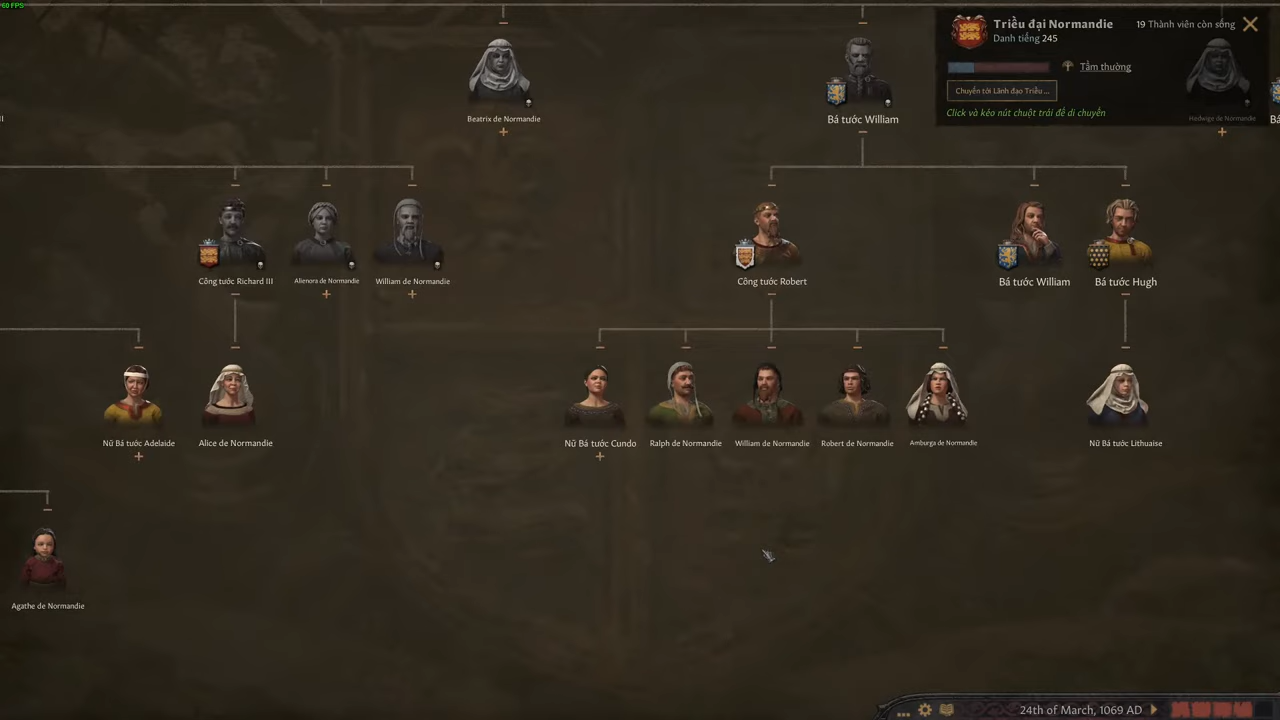 60 FPS
Triều đại Normandie
19 Thành viên còn sống
Danh tiếng 245
Tầm thường
Chuyển tới Lãnh đạo Triều ...
Click và kéo nút chuột trái để di chuyển
Beatrix de Normandie
Bá tước William
Hedwige de Normandie
Bá
Công tước Richard III
Alienora de Normandie
William de Normandie
Công tước Robert
Bá tước William
Bá tước Hugh
Nữ Bá tước Adelaide
Alice de Normandie
Nữ Bá tước Cundo
Ralph de Normandie
William de Normandie
Robert de Normandie
Amburga de Normandie
Nữ Bá tước Lithuaise
Agathe de Normandie
24th of March, 1069 AD